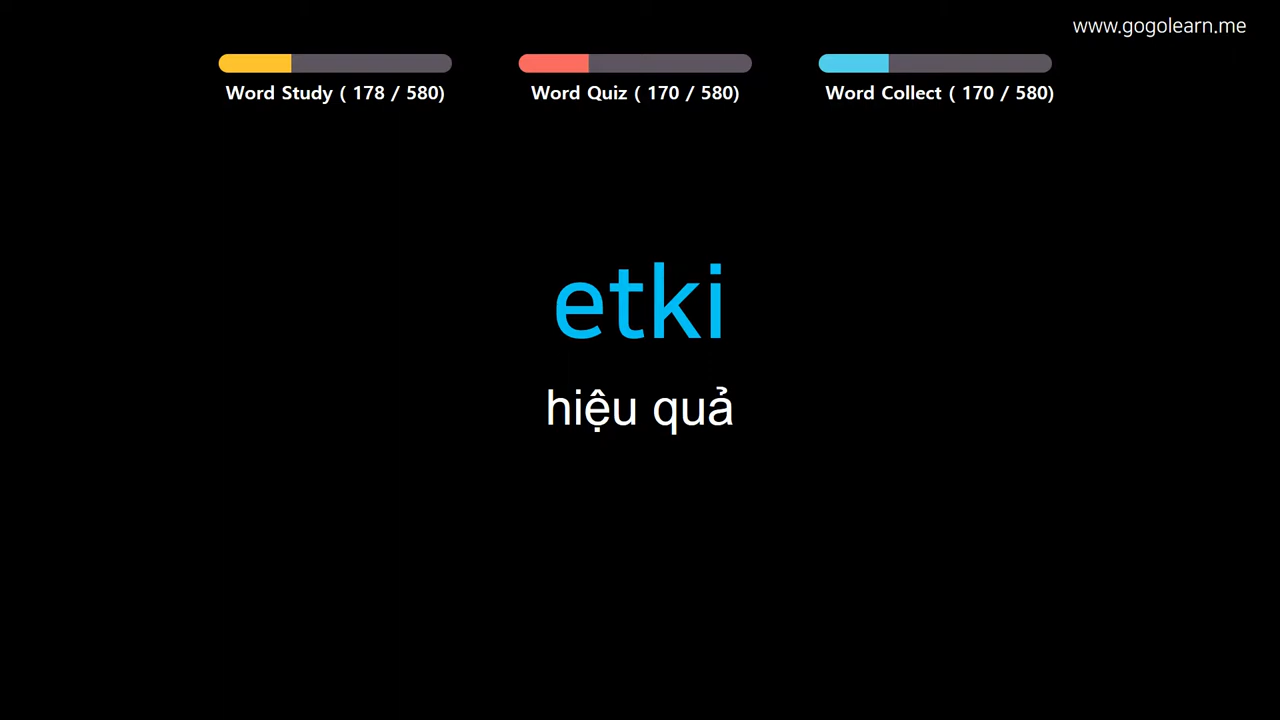 www.gogolearn.me
Word Study ( 178 / 580)
Word Quiz ( 170 / 580)
Word Collect ( 170 / 580)
etki
hiệu quả